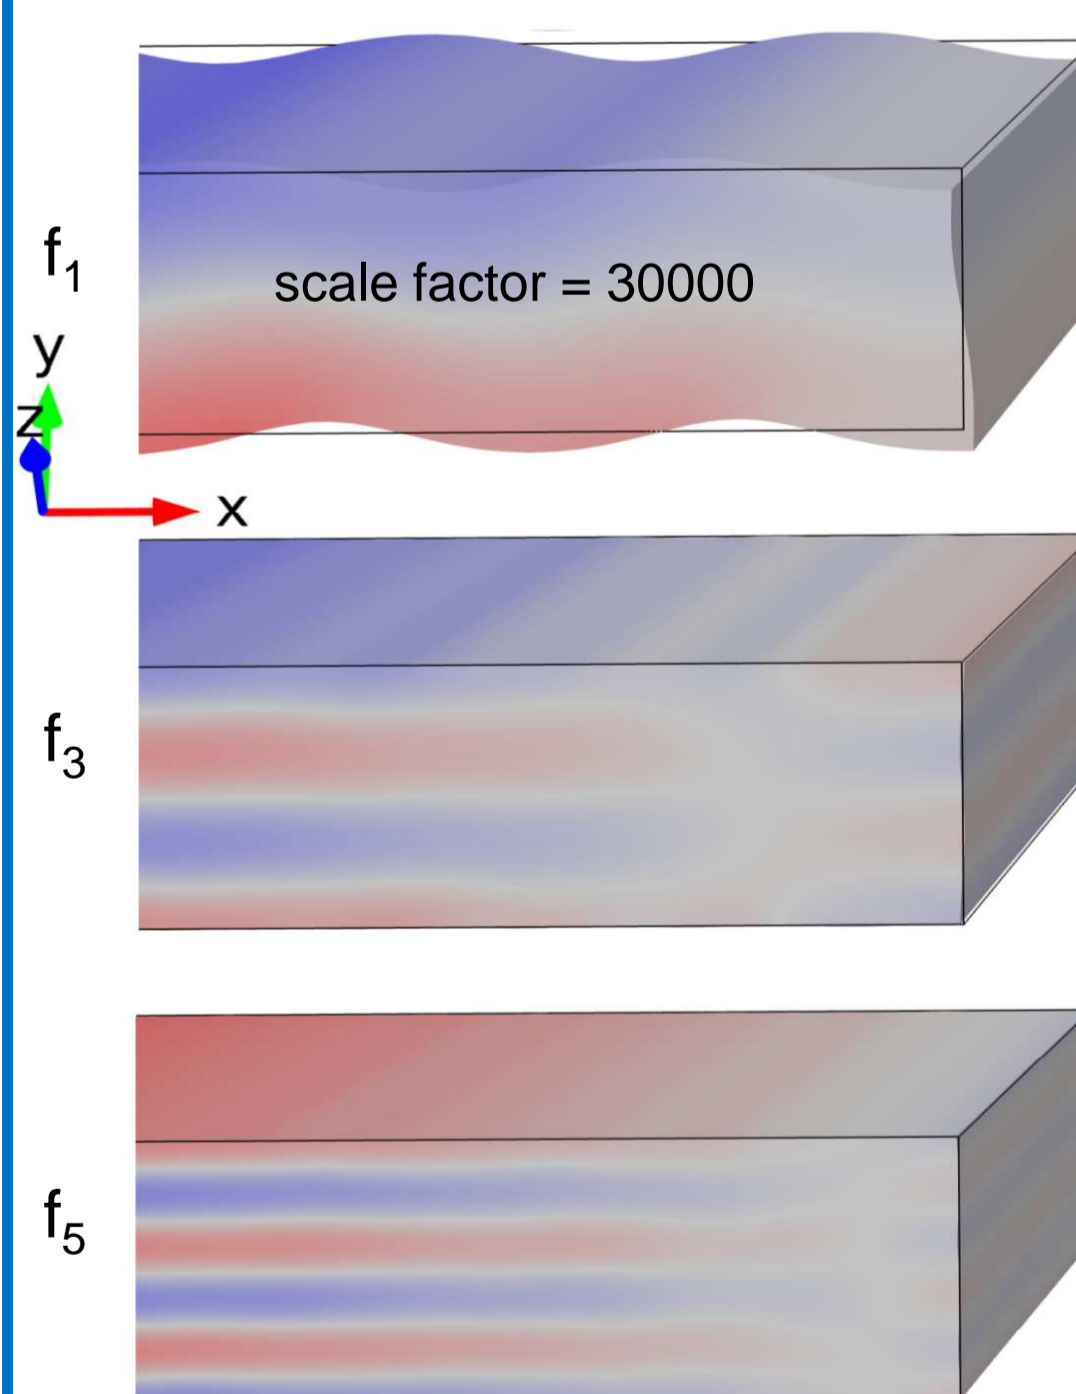 f₁
scale factor = 30000
y
z
x
f₃
f₅